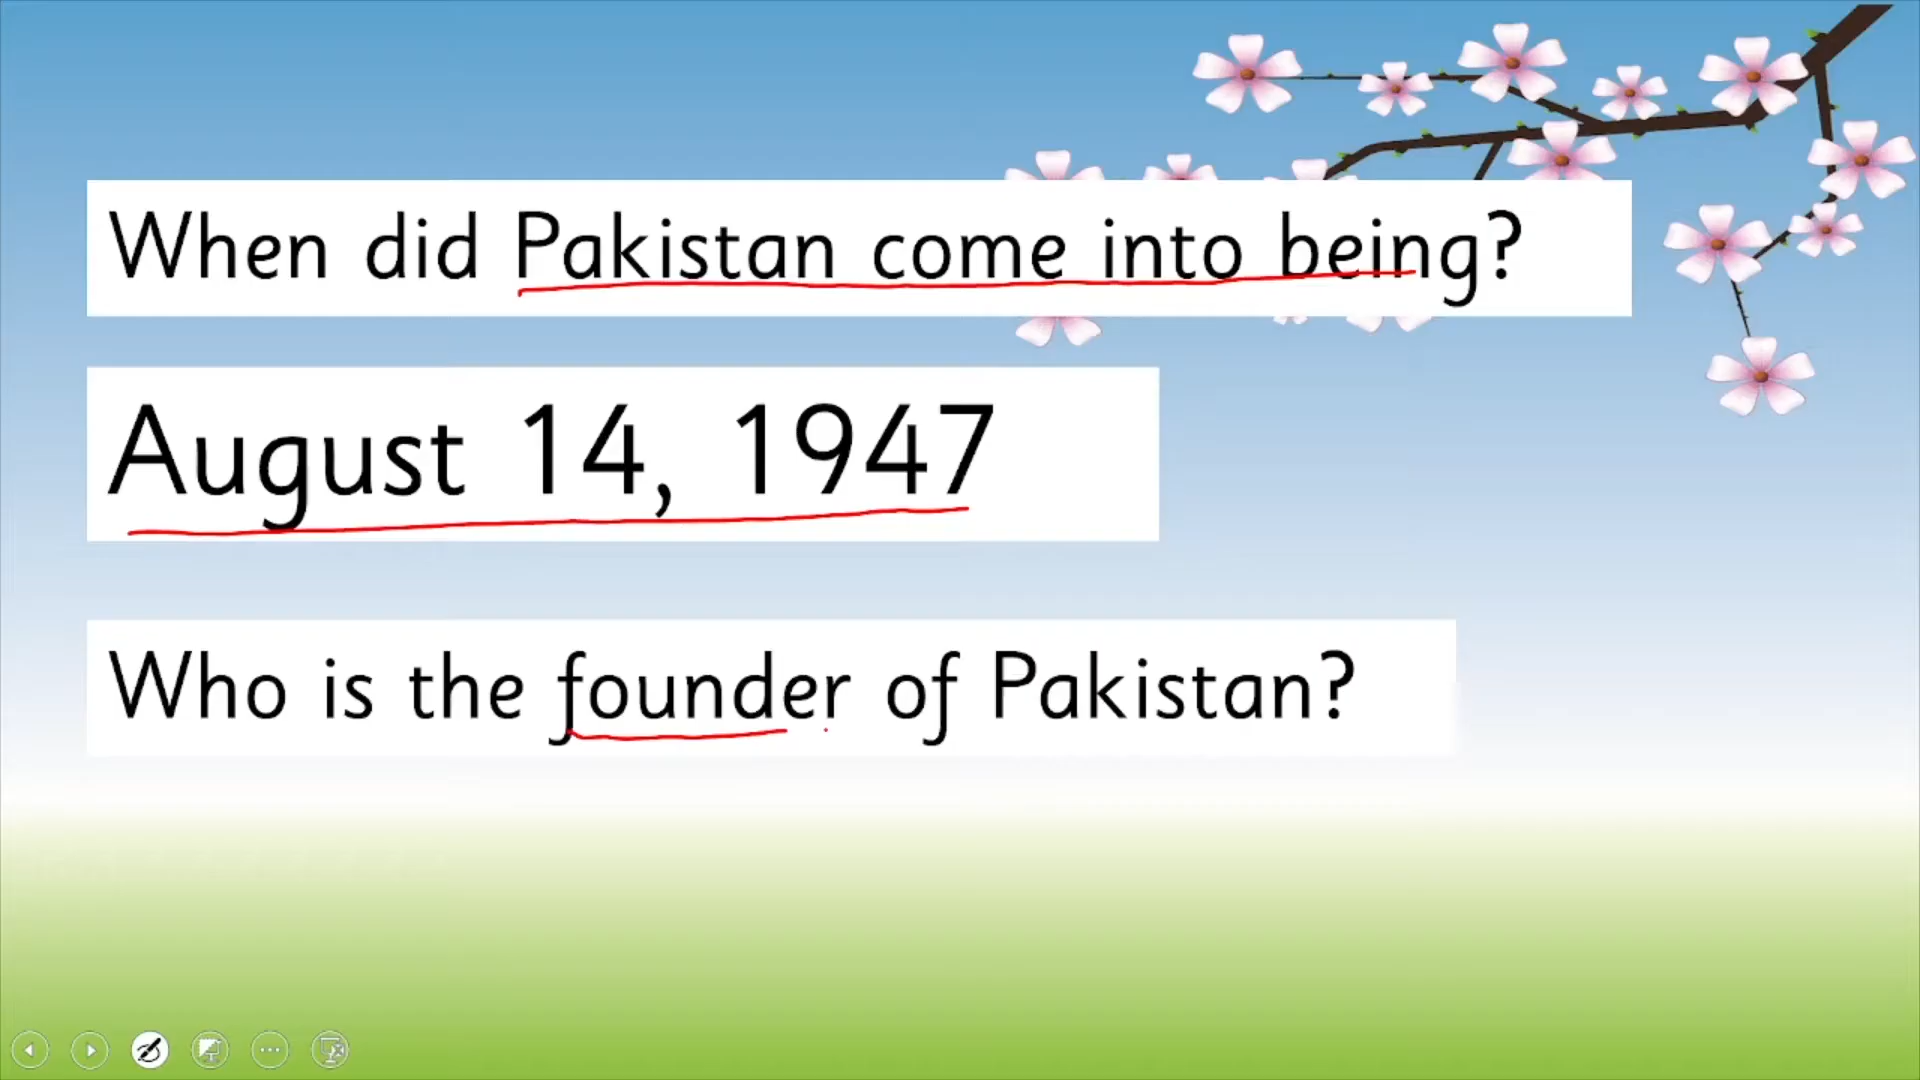 When did Pakistan come into being?
August 14, 1947
Who is the founder of Pakistan?